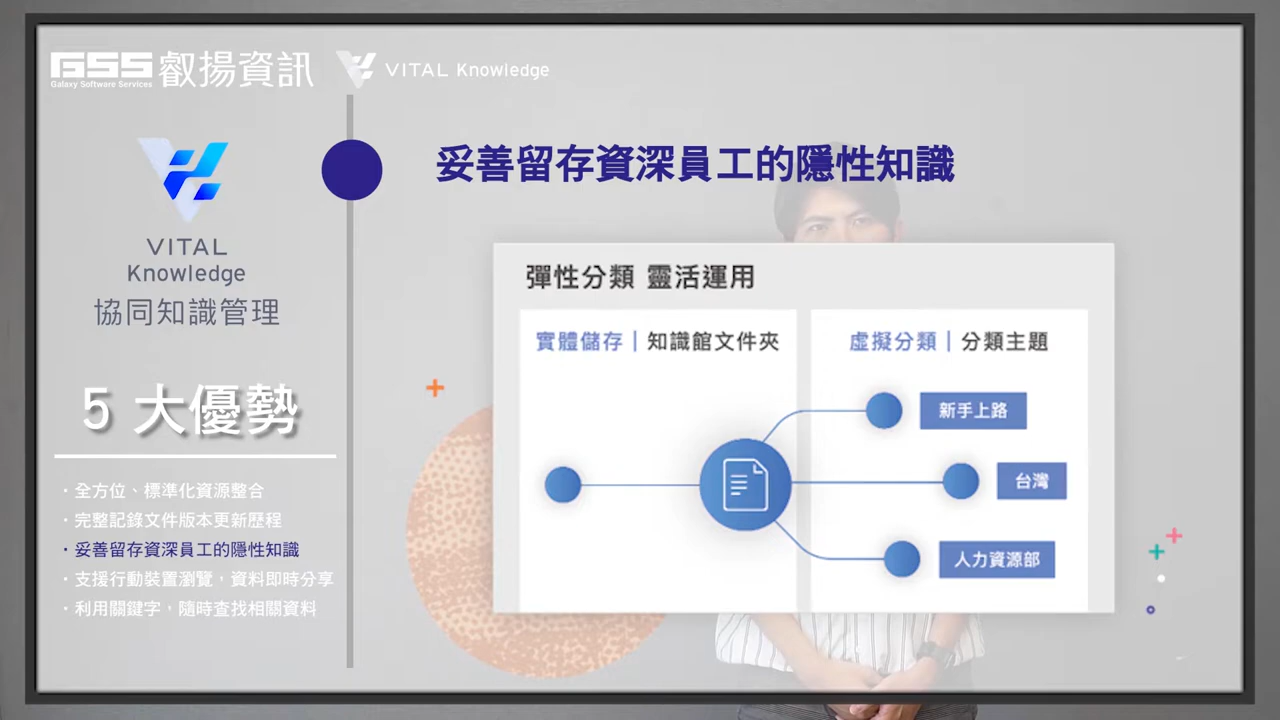 GSS 叡揚資訊
Galaxy Software Services
VITAL Knowledge
VITAL
Knowledge
協同知識管理
5 大優勢
・全方位、標準化資源整合
・完整記錄文件版本更新歷程
・妥善留存資深員工的隱性知識
・支援行動裝置瀏覽，資料即時分享
・利用關鍵字，隨時查找相關資料
妥善留存資深員工的隱性知識
彈性分類 靈活運用
實體儲存｜知識館文件夾
虛擬分類｜分類主題
新手上路
台灣
人力資源部